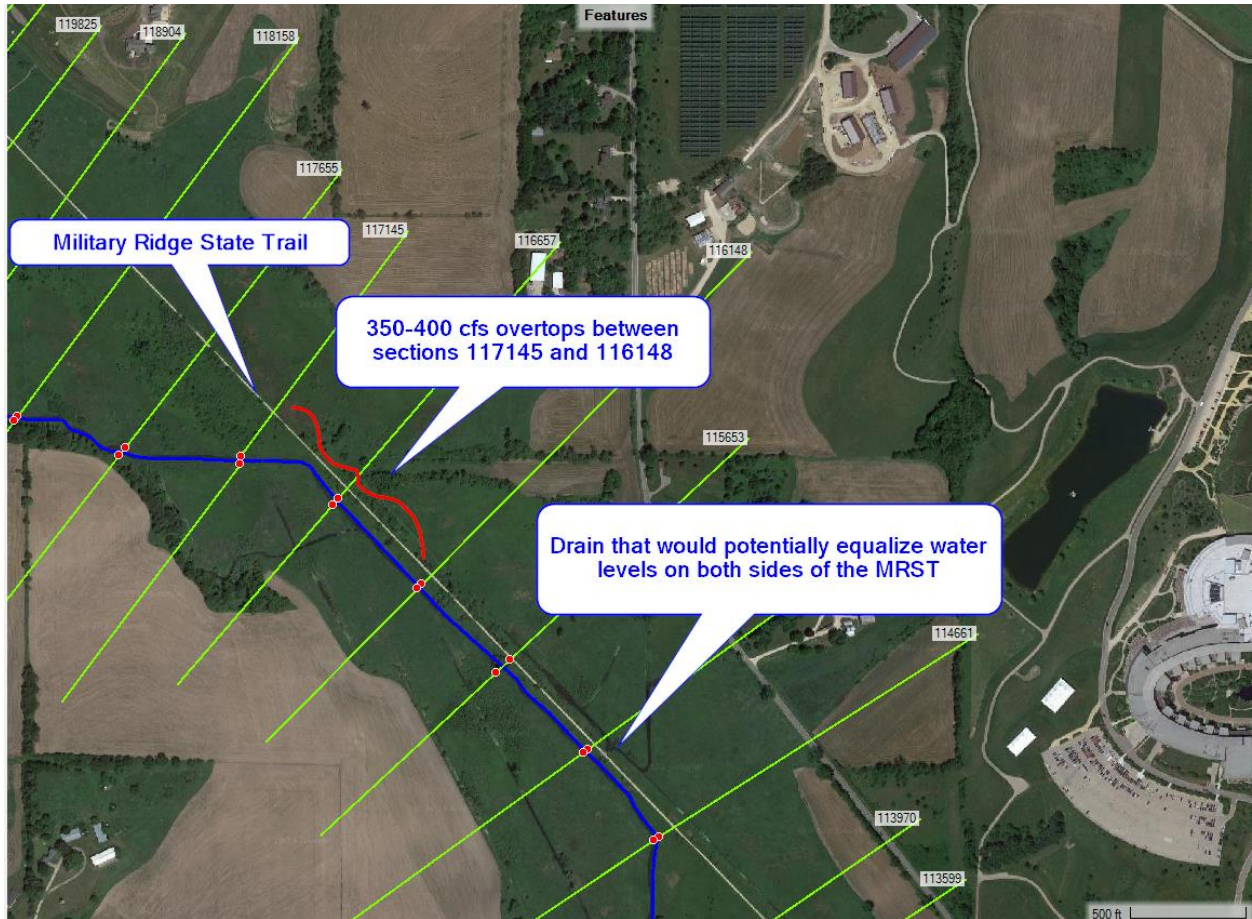 Features
119825
118904
118158
117655
117145
116657
116148
Military Ridge State Trail
350-400 cfs overtops between
sections 117145 and 116148
115653
Drain that would potentially equalize water
levels on both sides of the MRST
114661
113970
113599
500 ft